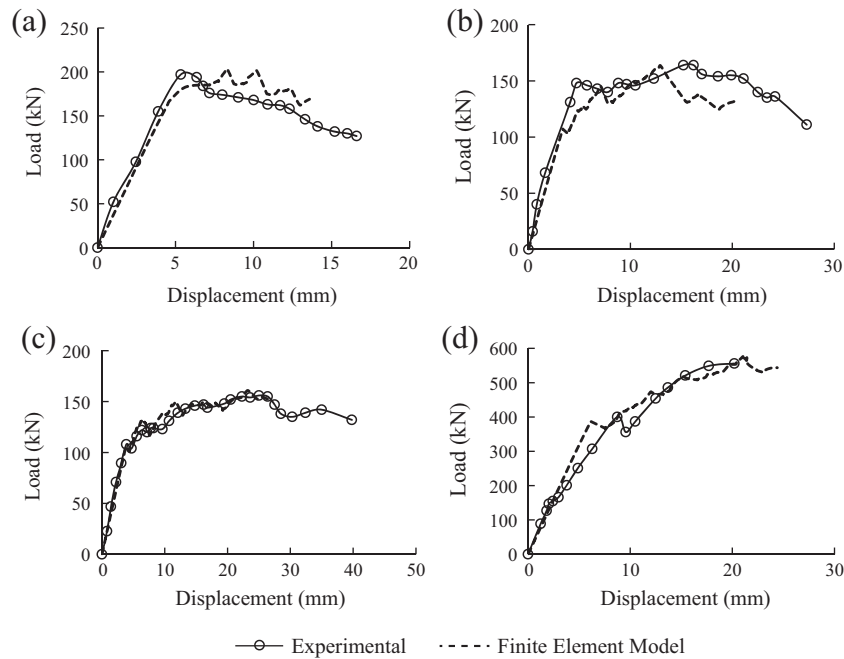 (a)
250
200
150
100
50
0
Load (kN)
0 5 10 15 20
Displacement (mm)
(b)
200
150
100
50
0
Load (kN)
0 10 20 30
Displacement (mm)
(c)
200
150
100
50
0
Load (kN)
0 10 20 30 40 50
Displacement (mm)
(d)
600
500
400
300
200
100
0
Load (kN)
0 10 20 30
Displacement (mm)
Experimental Finite Element Model